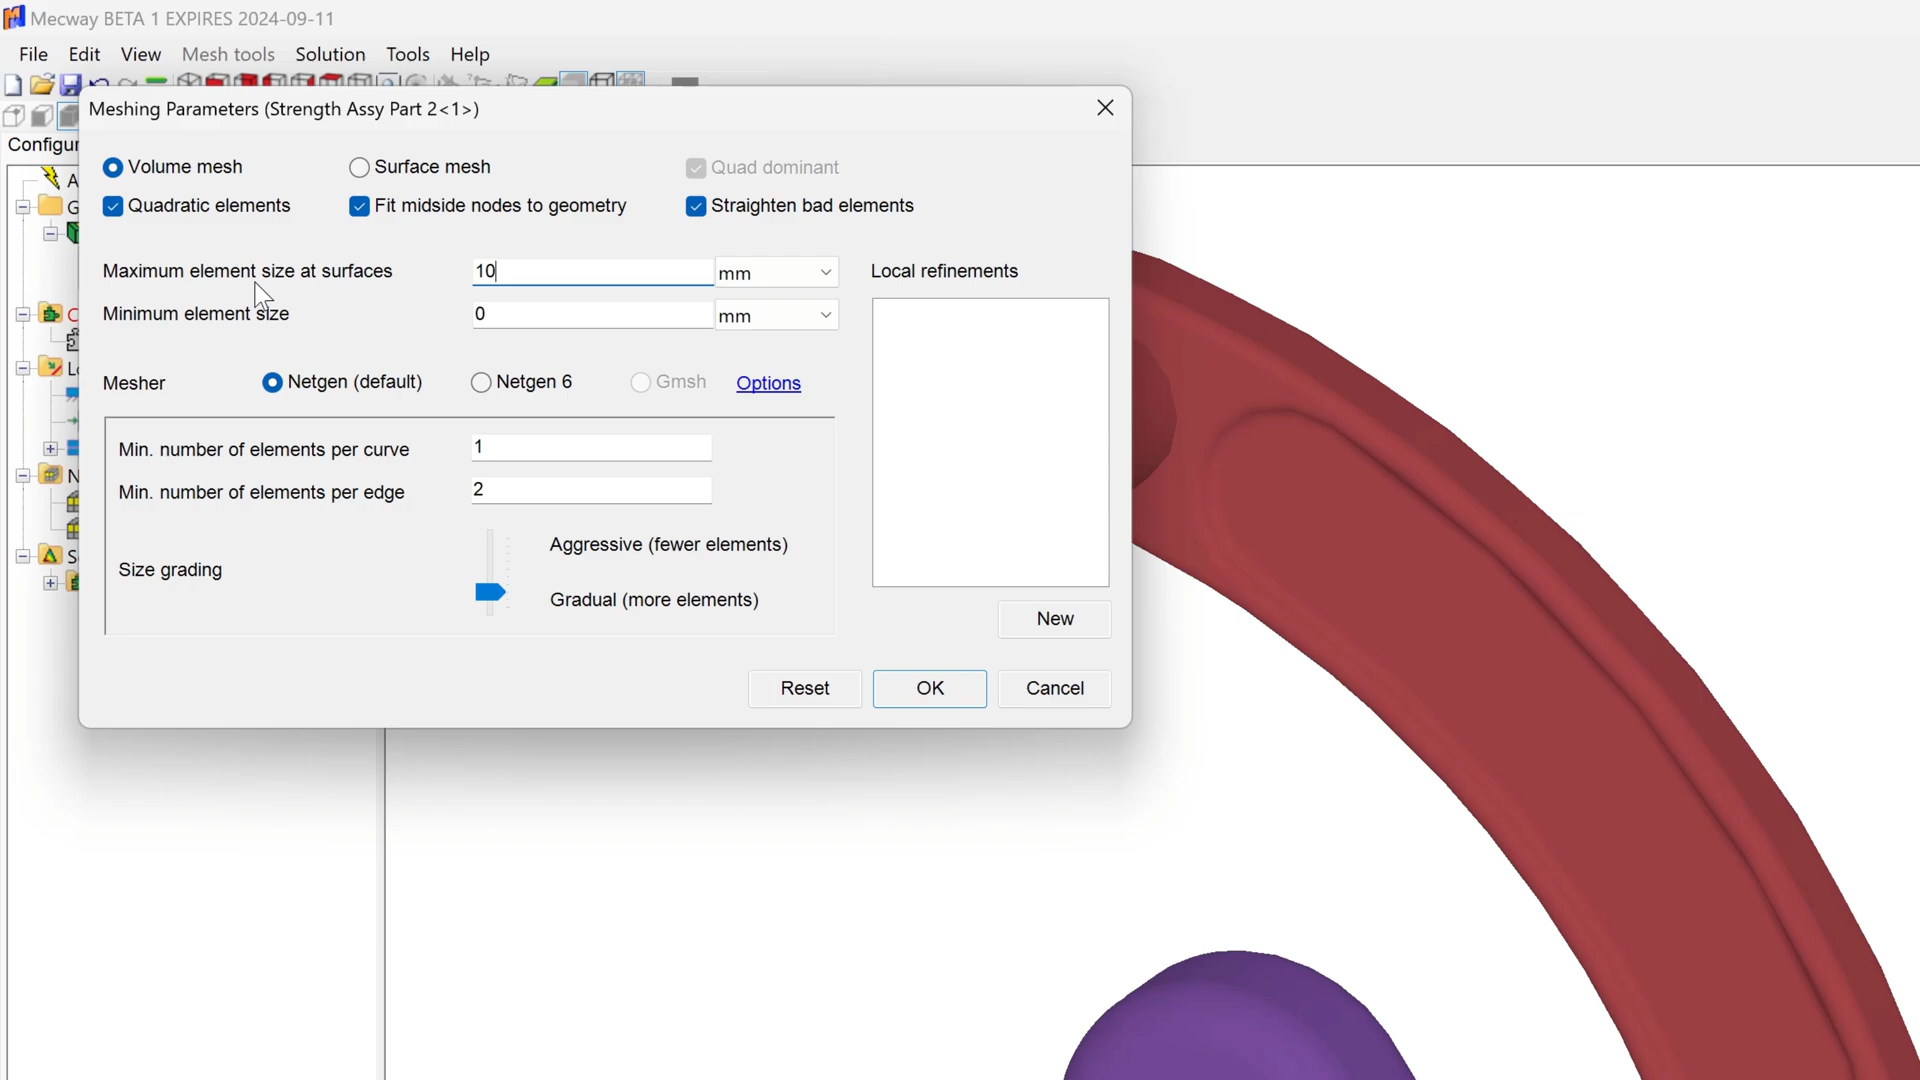 Mecway BETA 1 EXPIRES 2024-09-11
File Edit View Mesh tools Solution Tools Help
Meshing Parameters (Strength Assy Part 2<1>)
Volume mesh Surface mesh Quad dominant
Quadratic elements Fit midside nodes to geometry Straighten bad elements
Maximum element size at surfaces 10 mm Local refinements
Minimum element size 0 mm
Mesher Netgen (default) Netgen 6 Gmsh Options
Min. number of elements per curve 1
Min. number of elements per edge 2
Aggressive (fewer elements)
Size grading
Gradual (more elements)
New
Reset OK Cancel